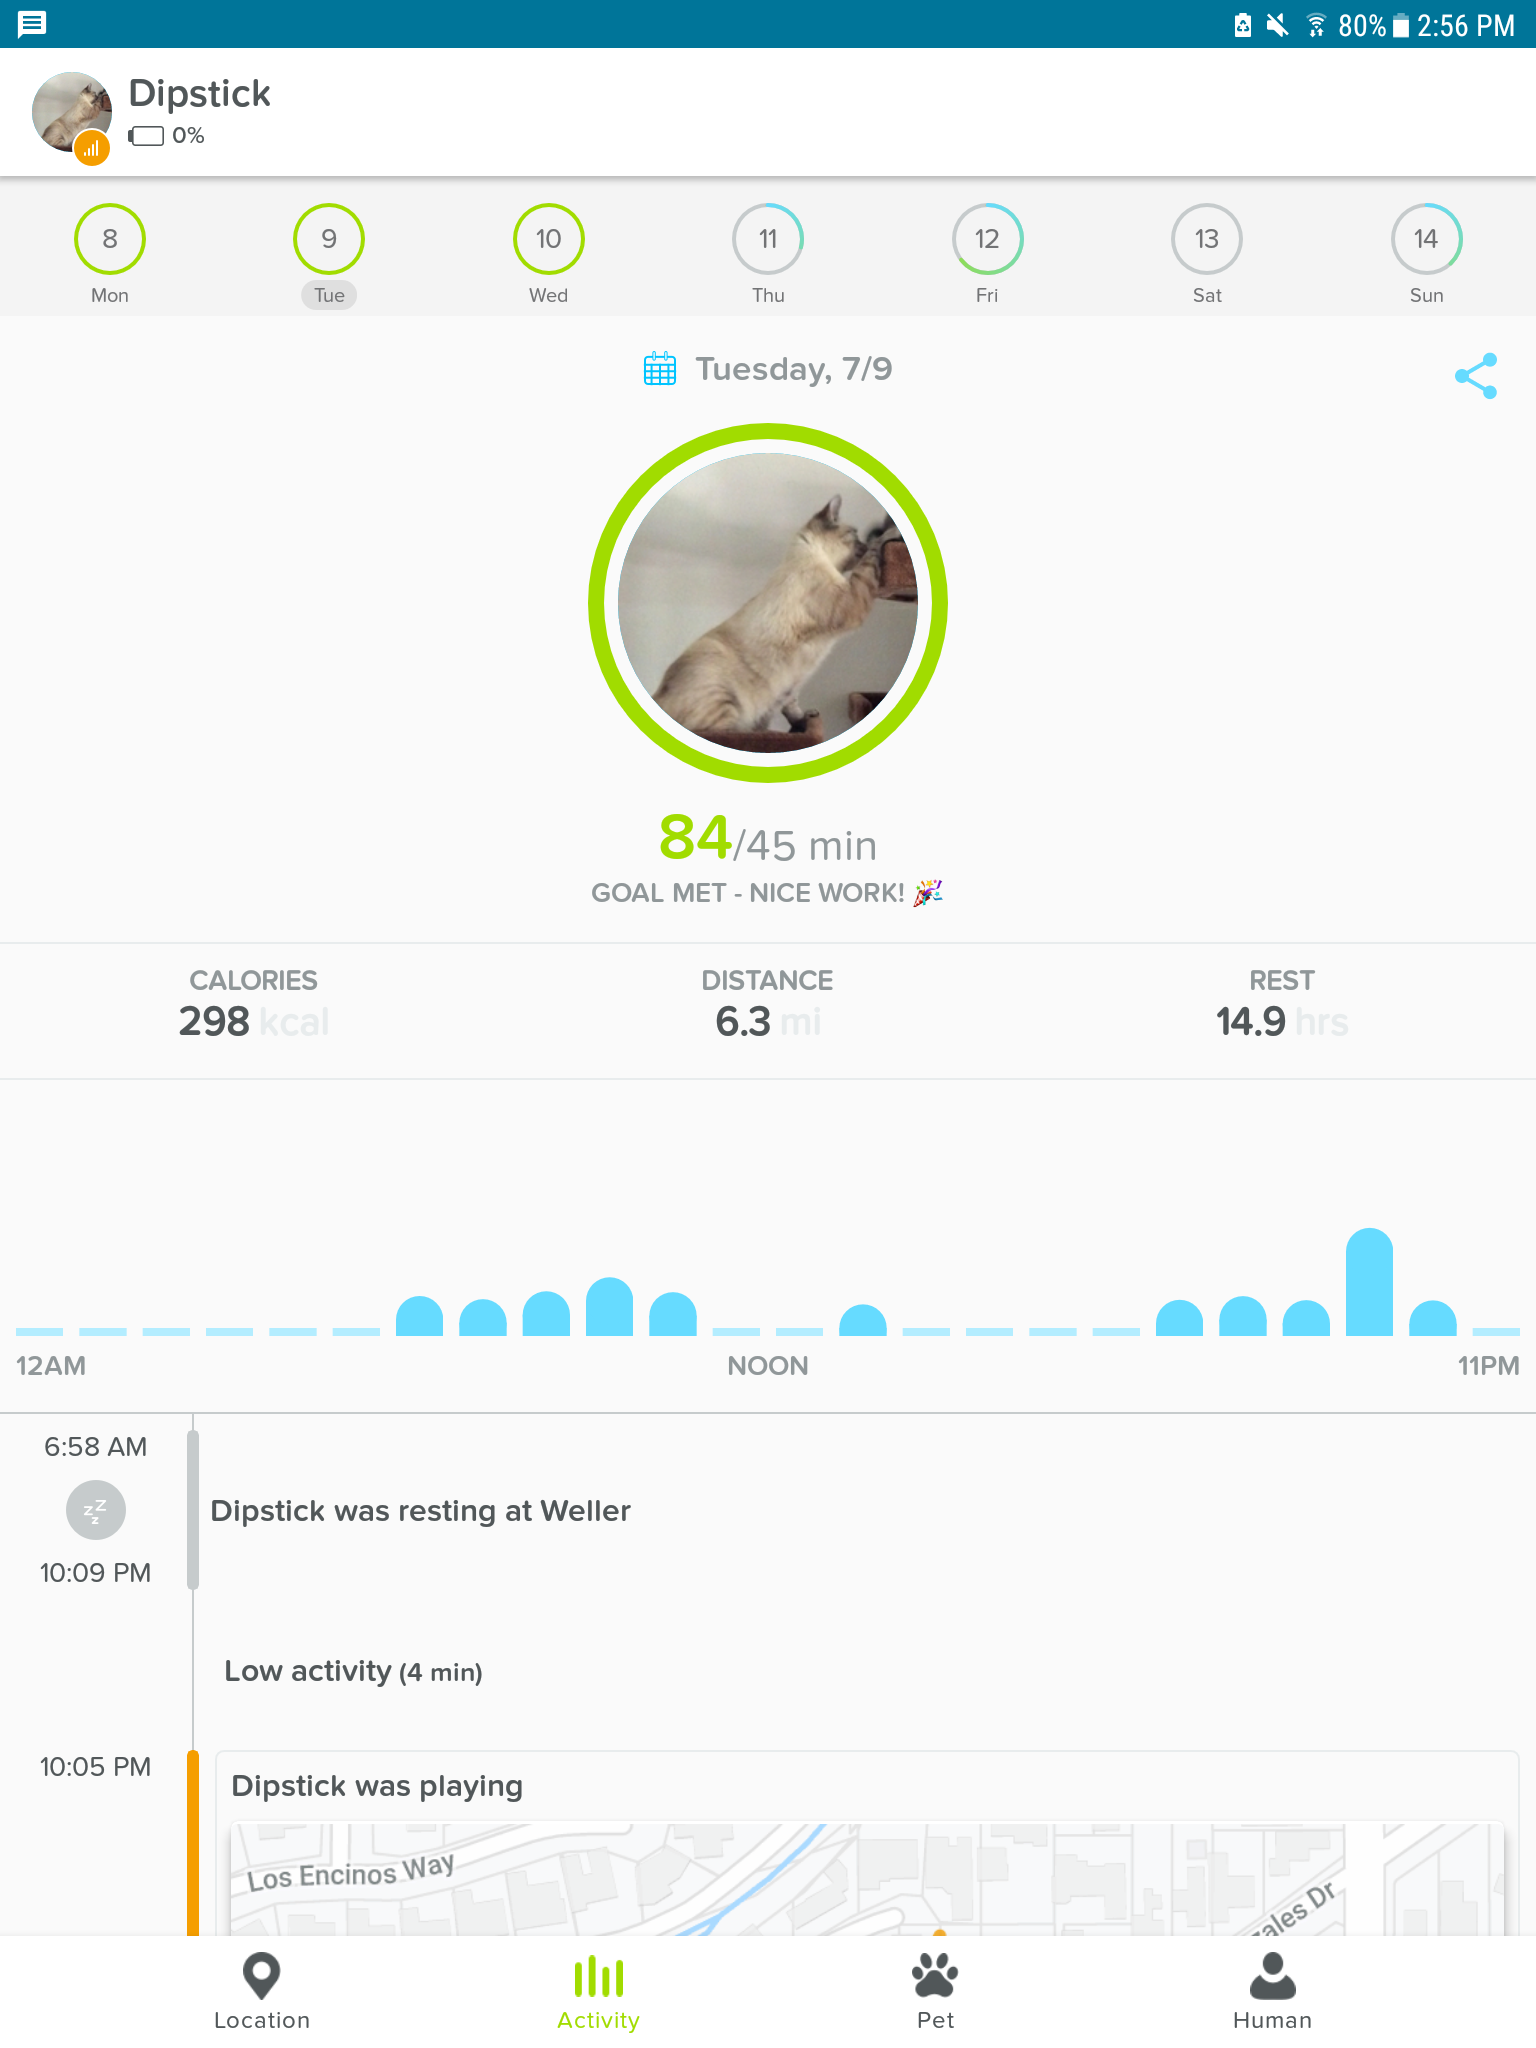 80% 2:56 PM
Dipstick
0%
8 9 10 11 12 13 14
Mon Tue Wed Thu Fri Sat Sun
Tuesday, 7/9
84/45 min
GOAL MET - NICE WORK! 🎉
CALORIES DISTANCE REST
298 kcal 6.3 mi 14.9 hrs
12AM NOON 11PM
6:58 AM
zZz
Dipstick was resting at Weller
10:09 PM
Low activity (4 min)
10:05 PM
Dipstick was playing
Los Encinos Way
zales Dr
Location Activity Pet Human